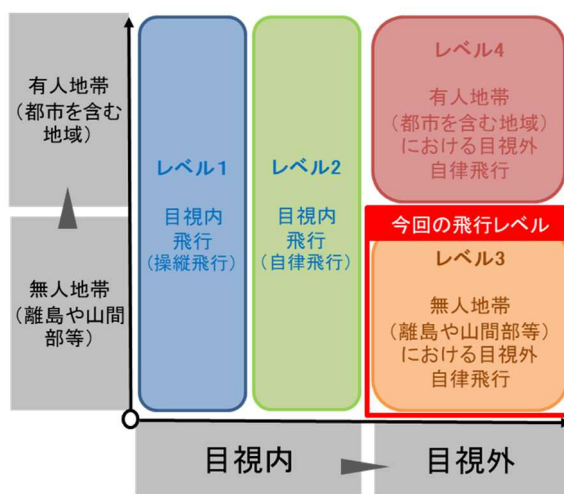 有人地帯
（都市を含む
地域）
無人地帯
（離島や山間
部等）
レベル1
目視内
飛行
（操縦飛行）
レベル2
目視内
飛行
（自律飛行）
レベル4
有人地帯
（都市を含む地域）
における目視外
自律飛行
今回の飛行レベル
レベル3
無人地帯
（離島や山間部等）
における目視外
自律飛行
目視内
目視外